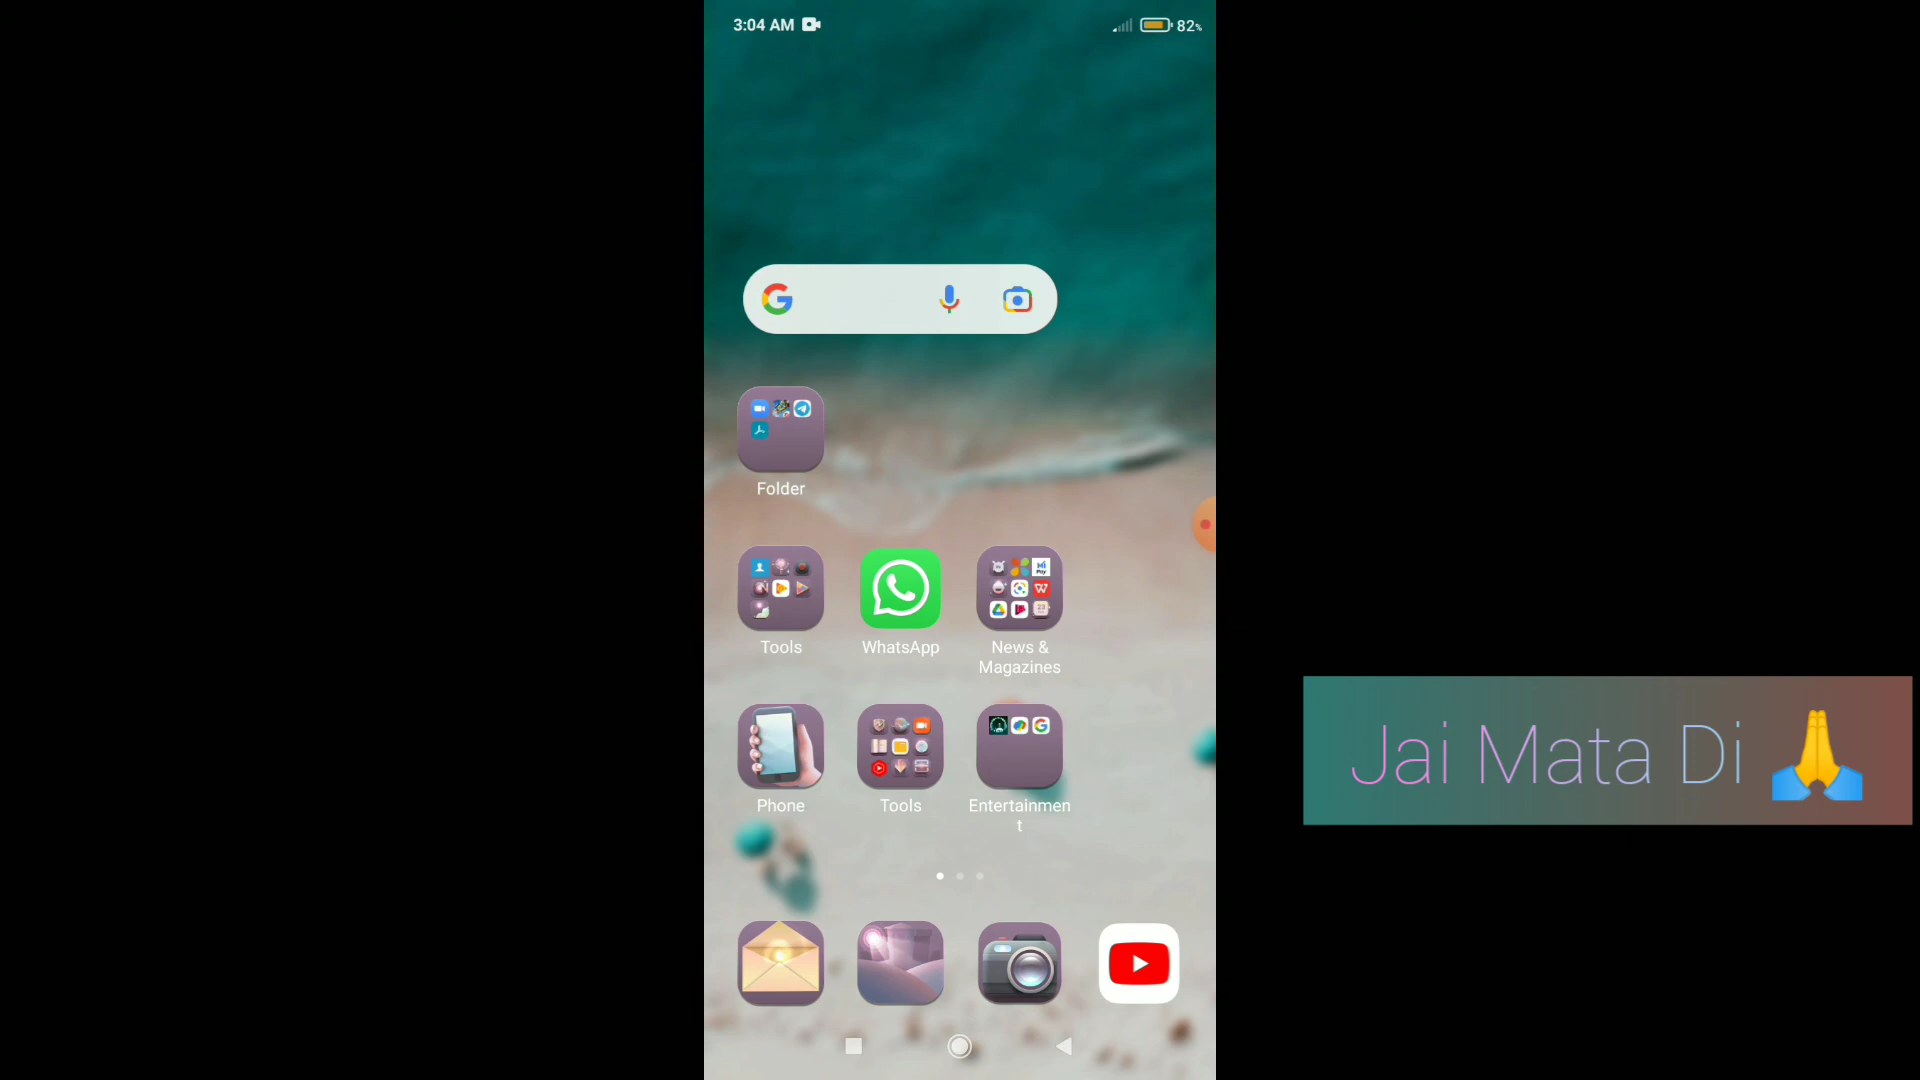 3:04 AM
82%
Folder
Tools
WhatsApp
News &
Magazines
Phone
Tools
Entertainmen
t
Jai Mata Di 🙏